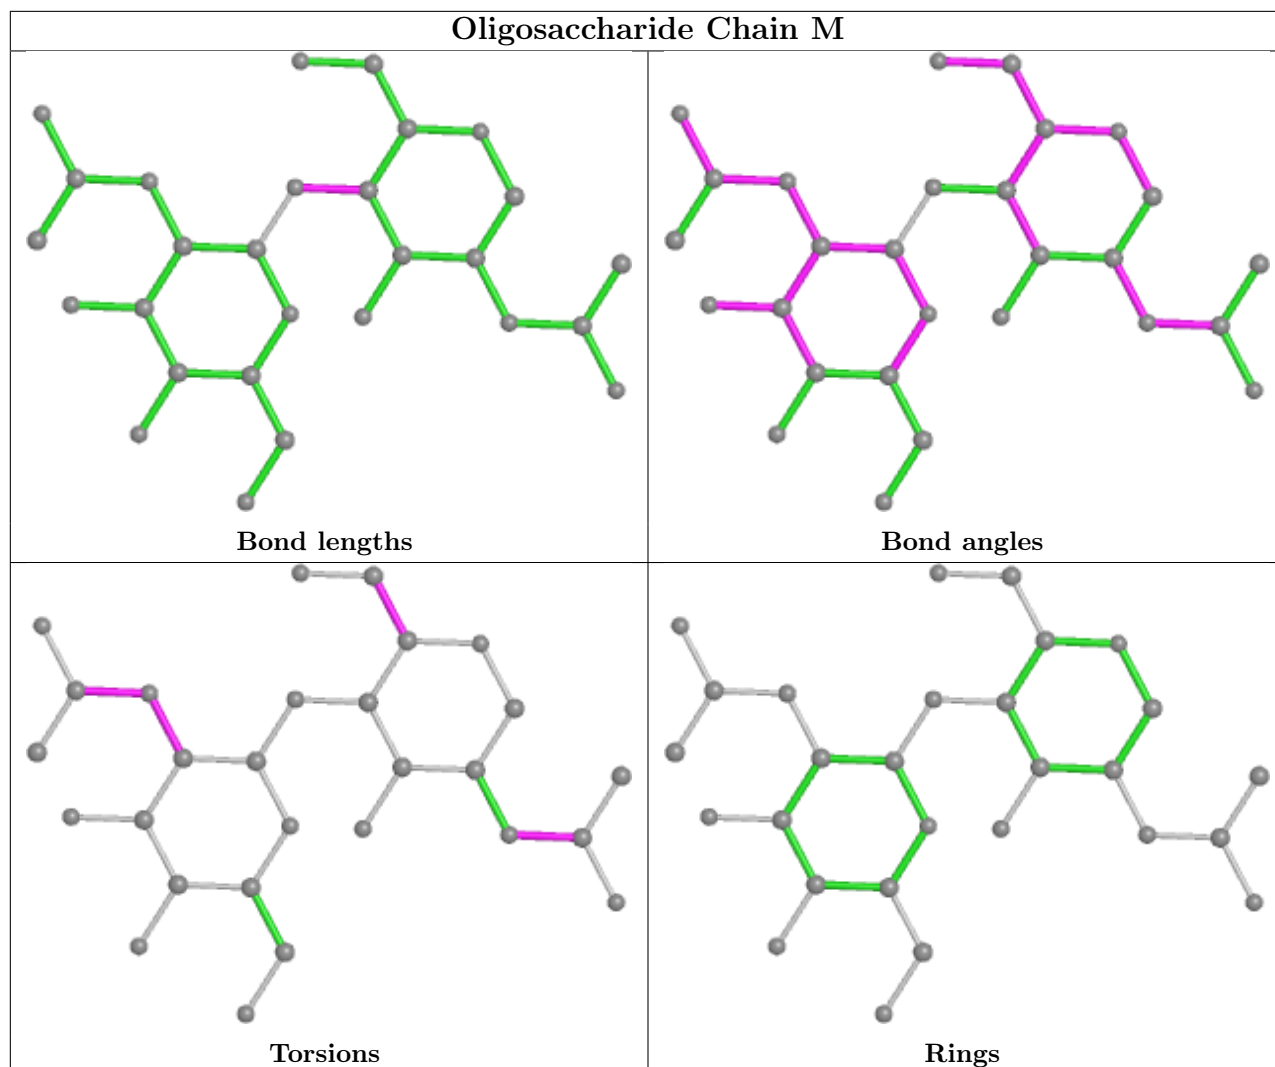 Oligosaccharide Chain M
Bond lengths
Bond angles
Torsions
Rings